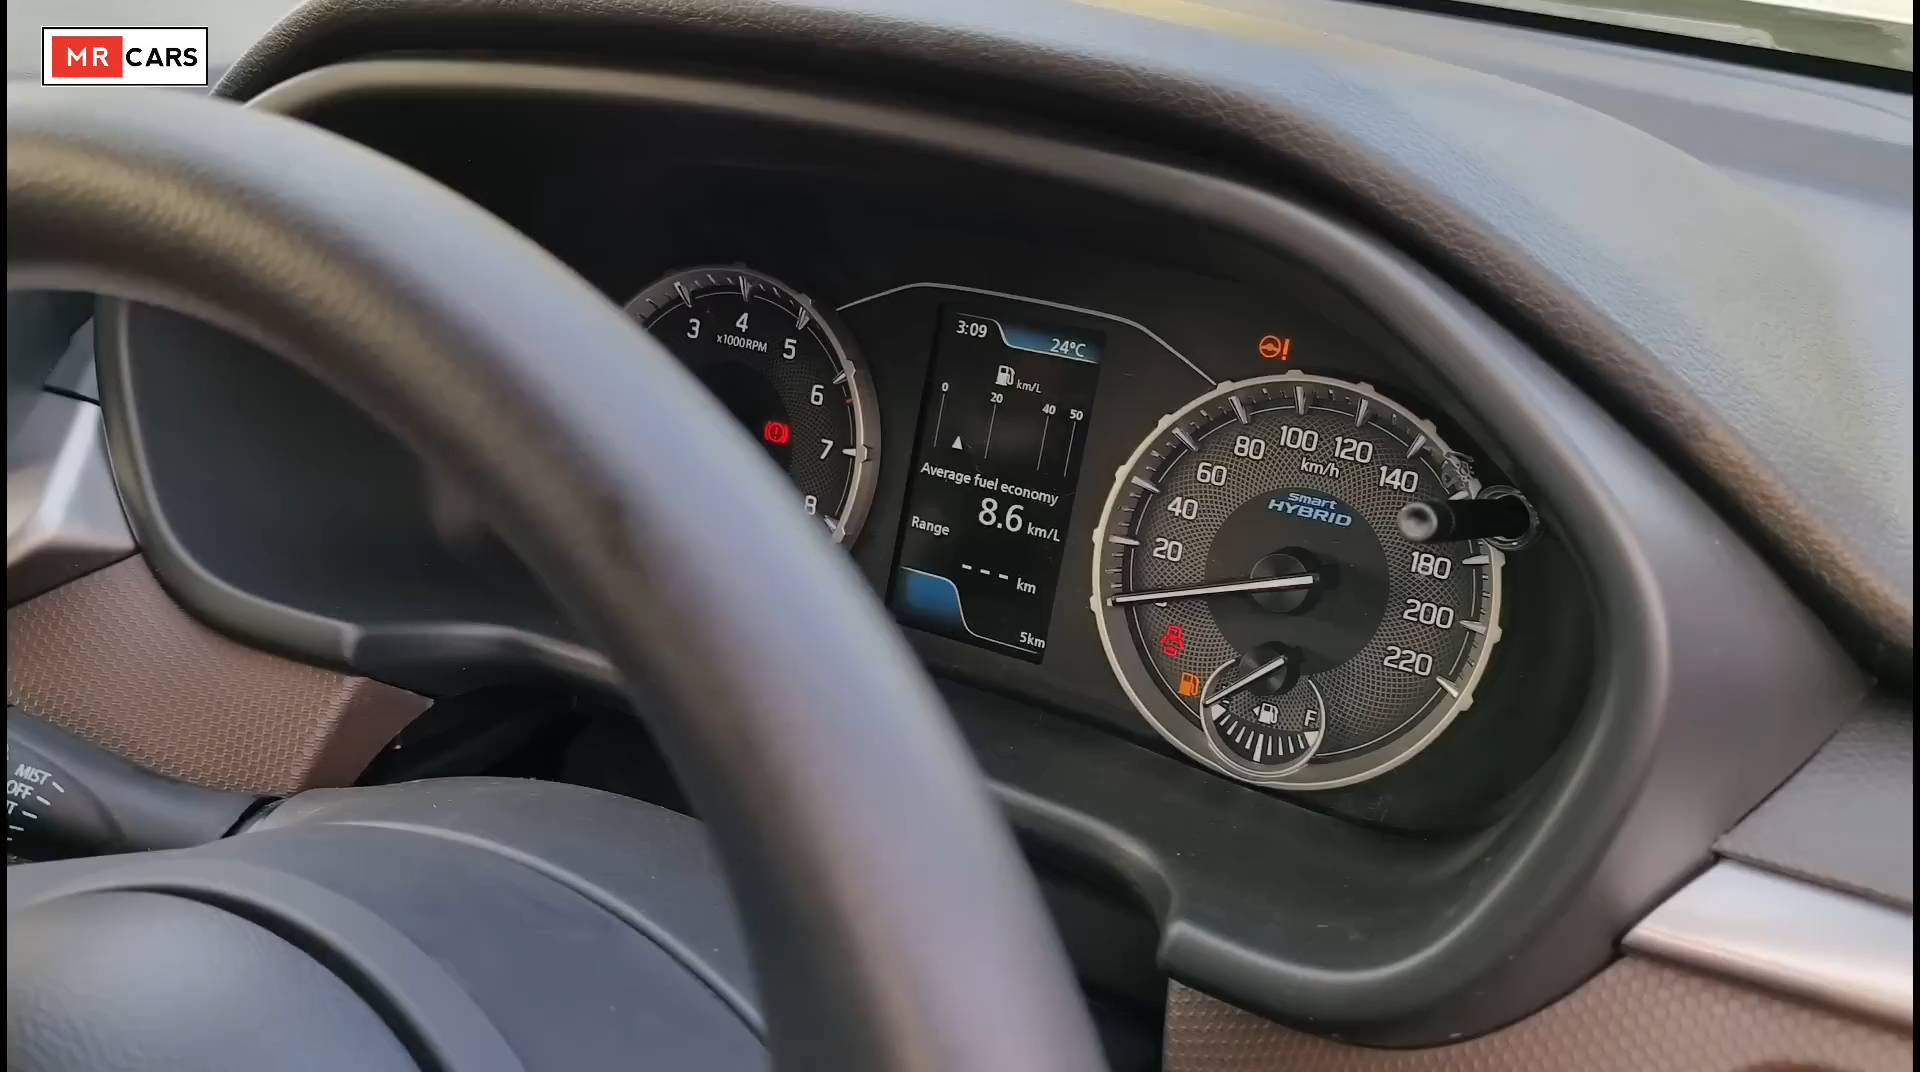 MR CARS
3
4
5
6
7
8
x1000RPM
3:09
24°C
km/L
0
20
40
50
Average fuel economy
8.6 km/L
Range
--- km
5km
20
40
60
80
100
120
140
180
200
220
km/h
smart
HYBRID
F
MIST
OFF